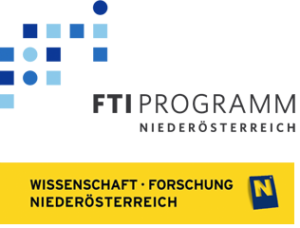 FTI PROGRAMM
NIEDERÖSTERREICH
WISSENSCHAFT · FORSCHUNG
NIEDERÖSTERREICH
N